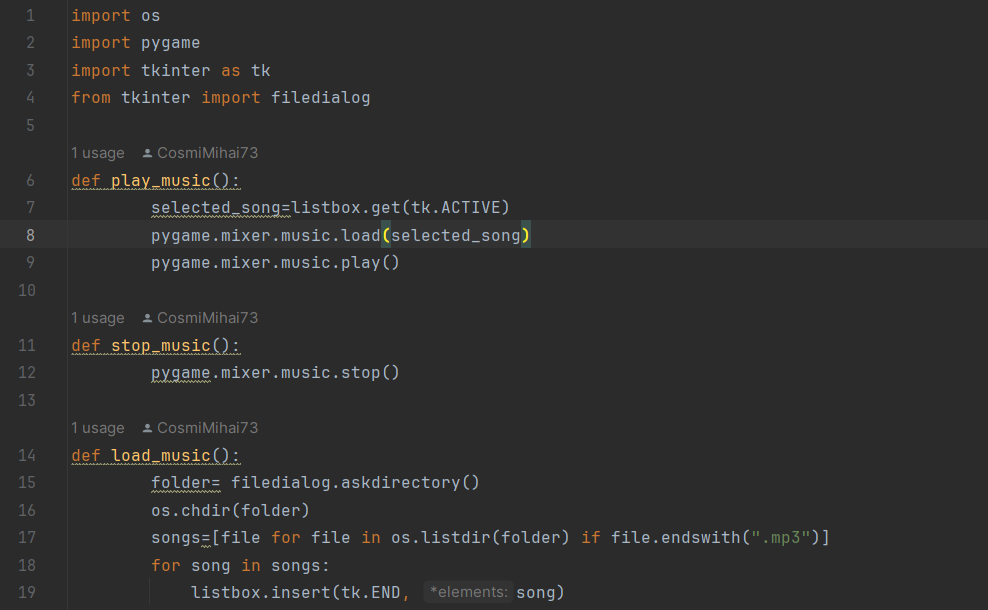 1 import os
2 import pygame
3 import tkinter as tk
4 from tkinter import filedialog
5
1 usage CosmiMihai73
6 def play_music():
7 selected_song=listbox.get(tk.ACTIVE)
8 pygame.mixer.music.load(selected_song)
9 pygame.mixer.music.play()
10
1 usage CosmiMihai73
11 def stop_music():
12 pygame.mixer.music.stop()
13
1 usage CosmiMihai73
14 def load_music():
15 folder= filedialog.askdirectory()
16 os.chdir(folder)
17 songs=[file for file in os.listdir(folder) if file.endswith(".mp3")]
18 for song in songs:
19 listbox.insert(tk.END, *elements: song)